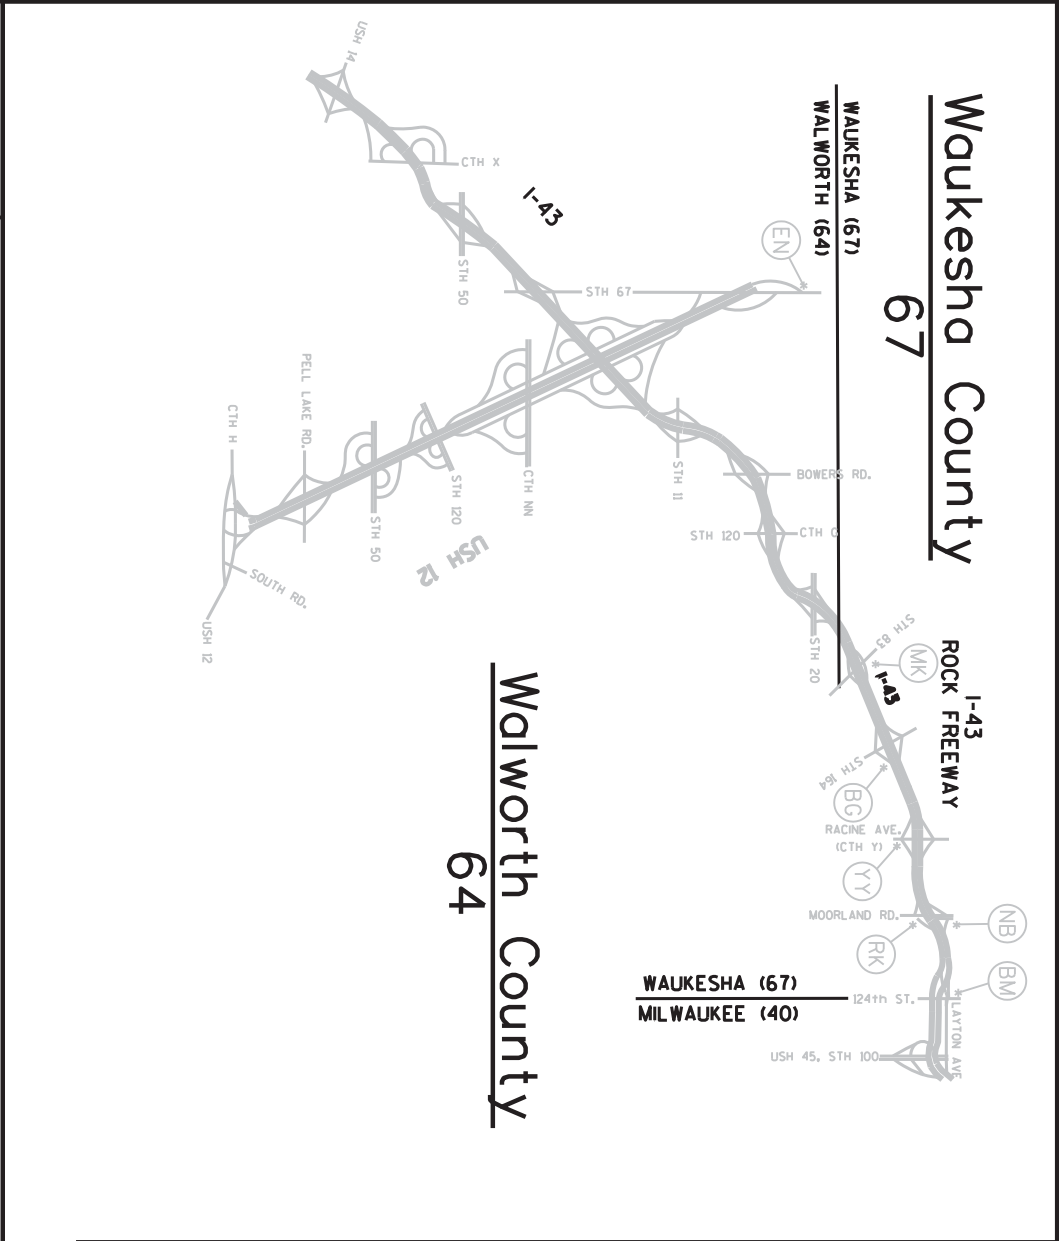 USH 14
CTH X
I-43
STH 50
STH 67
EN
WAUKESHA (67)
WALWORTH (64)
Waukesha County
67
PELL LAKE RD.
CTH H
STH 50
STH 120
CTH NN
USH 12
SOUTH RD.
USH 12
STH 11
BOWERS RD.
STH 120
CTH
STH 20
STH 83
MK
I-43
I-43
ROCK FREEWAY
STH 164
BG
RACINE AVE.
(CTH Y)
YY
MOORLAND RD.
RK
NB
BM
Walworth County
64
WAUKESHA (67)
MILWAUKEE (40)
124th ST.
LAYTON AVE
USH 45, STH 100